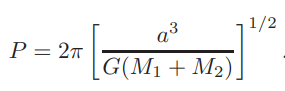 P = 2π [ a³ / G(M₁ + M₂) ]^1/2 .